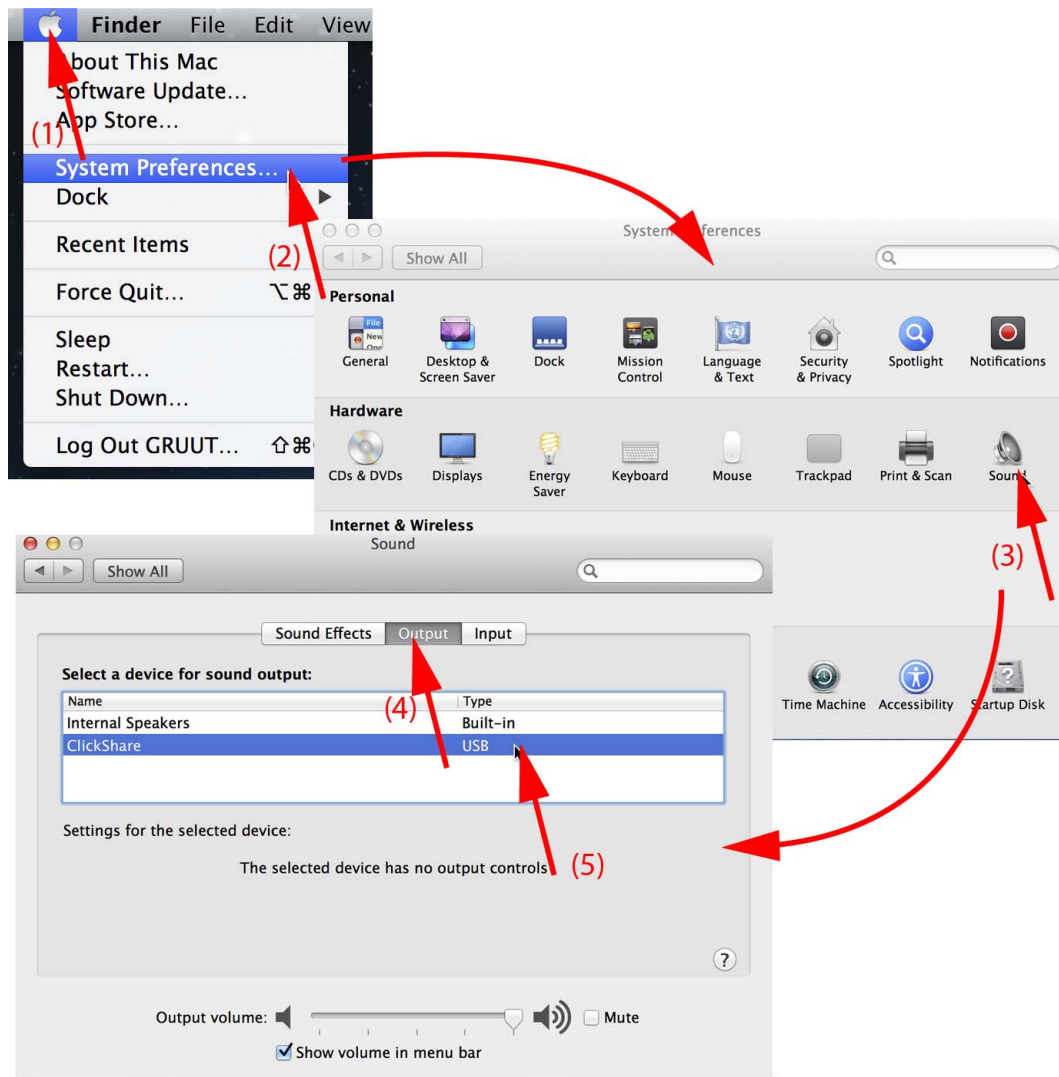 Finder File Edit View
About This Mac
Software Update...
App Store...
(1)
System Preferences...
Dock
Recent Items
(2)
Force Quit... ⌥⌘
Sleep
Restart...
Shut Down...
Log Out GRUUT... ⇧⌘
System Preferences
Show All
Personal
File
New
General
Desktop & Screen Saver
Dock
Mission Control
Language & Text
Security & Privacy
Spotlight
Notifications
Hardware
CDs & DVDs
Displays
Energy Saver
Keyboard
Mouse
Trackpad
Print & Scan
Sound
(3)
Internet & Wireless
Time Machine
Accessibility
Startup Disk
Sound
Show All
Sound Effects Output Input
Select a device for sound output:
Name Type
(4)
Internal Speakers Built-in
ClickShare USB
Settings for the selected device:
The selected device has no output controls
(5)
?
Output volume: Mute
Show volume in menu bar